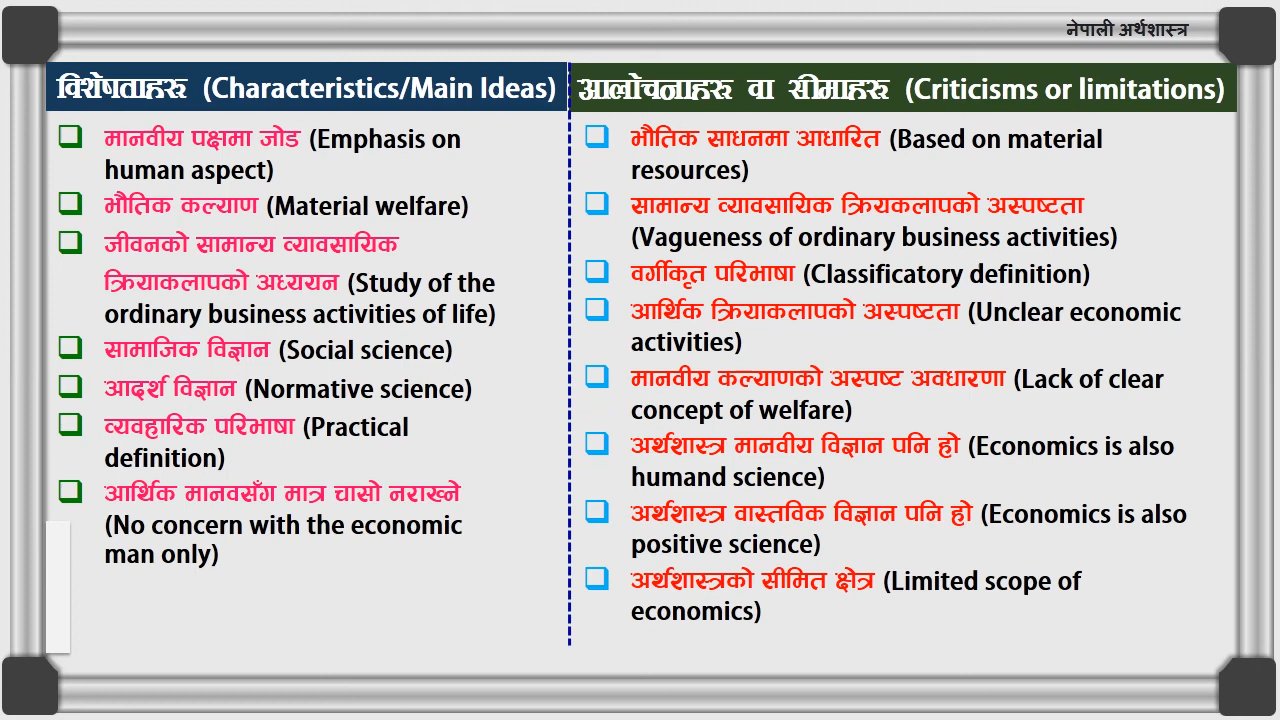 नेपाली अर्थशास्त्र
विशेषताहरु (Characteristics/Main Ideas)
मानवीय पक्षमा जोड (Emphasis on
human aspect)
भौतिक कल्याण (Material welfare)
जीवनको सामान्य व्यावसायिक
क्रियाकलापको अध्ययन (Study of the
ordinary business activities of life)
सामाजिक विज्ञान (Social science)
आदर्श विज्ञान (Normative science)
व्यवहारिक परिभाषा (Practical
definition)
आर्थिक मानवसँग मात्र चासो नराख्ने
(No concern with the economic
man only)
आलोचनाहरु वा सीमाहरु (Criticisms or limitations)
भौतिक साधनमा आधारित (Based on material
resources)
सामान्य व्यावसायिक क्रियकलापको अस्पष्टता
(Vagueness of ordinary business activities)
वर्गीकृत परिभाषा (Classificatory definition)
आर्थिक क्रियाकलापको अस्पष्टता (Unclear economic
activities)
मानवीय कल्याणको अस्पष्ट अवधारणा (Lack of clear
concept of welfare)
अर्थशास्त्र मानवीय विज्ञान पनि हो (Economics is also
humand science)
अर्थशास्त्र वास्तविक विज्ञान पनि हो (Economics is also
positive science)
अर्थशास्त्रको सीमित क्षेत्र (Limited scope of
economics)